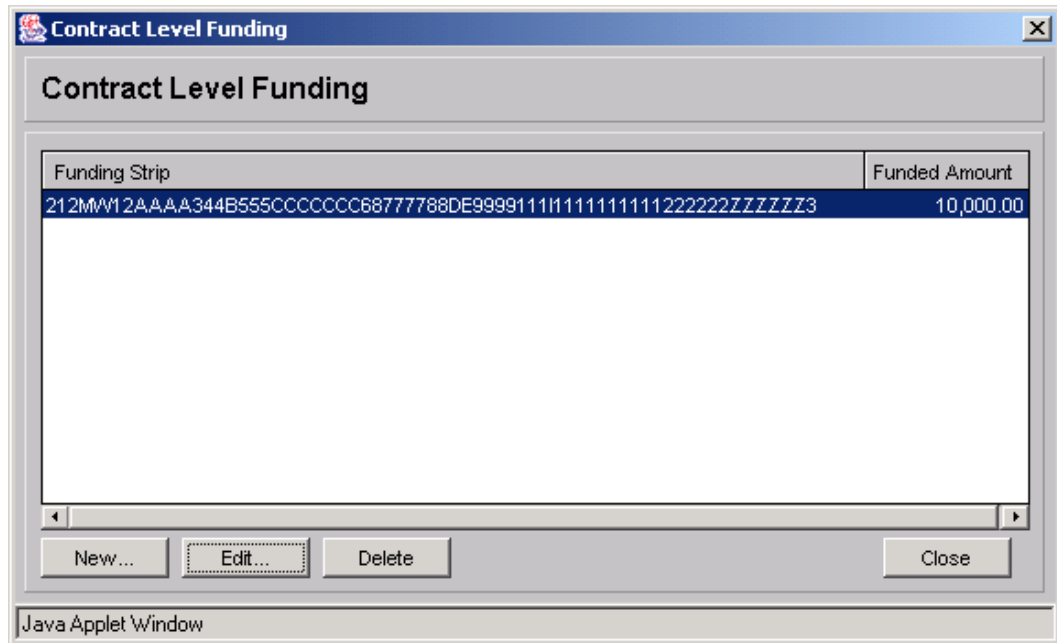 Contract Level Funding
Contract Level Funding
Funding Strip Funded Amount
212MW12AAAA344B555CCCCCCC68777788DE9999111I1111111111222222ZZZZZZ3 10,000.00
New... Edit... Delete Close
Java Applet Window